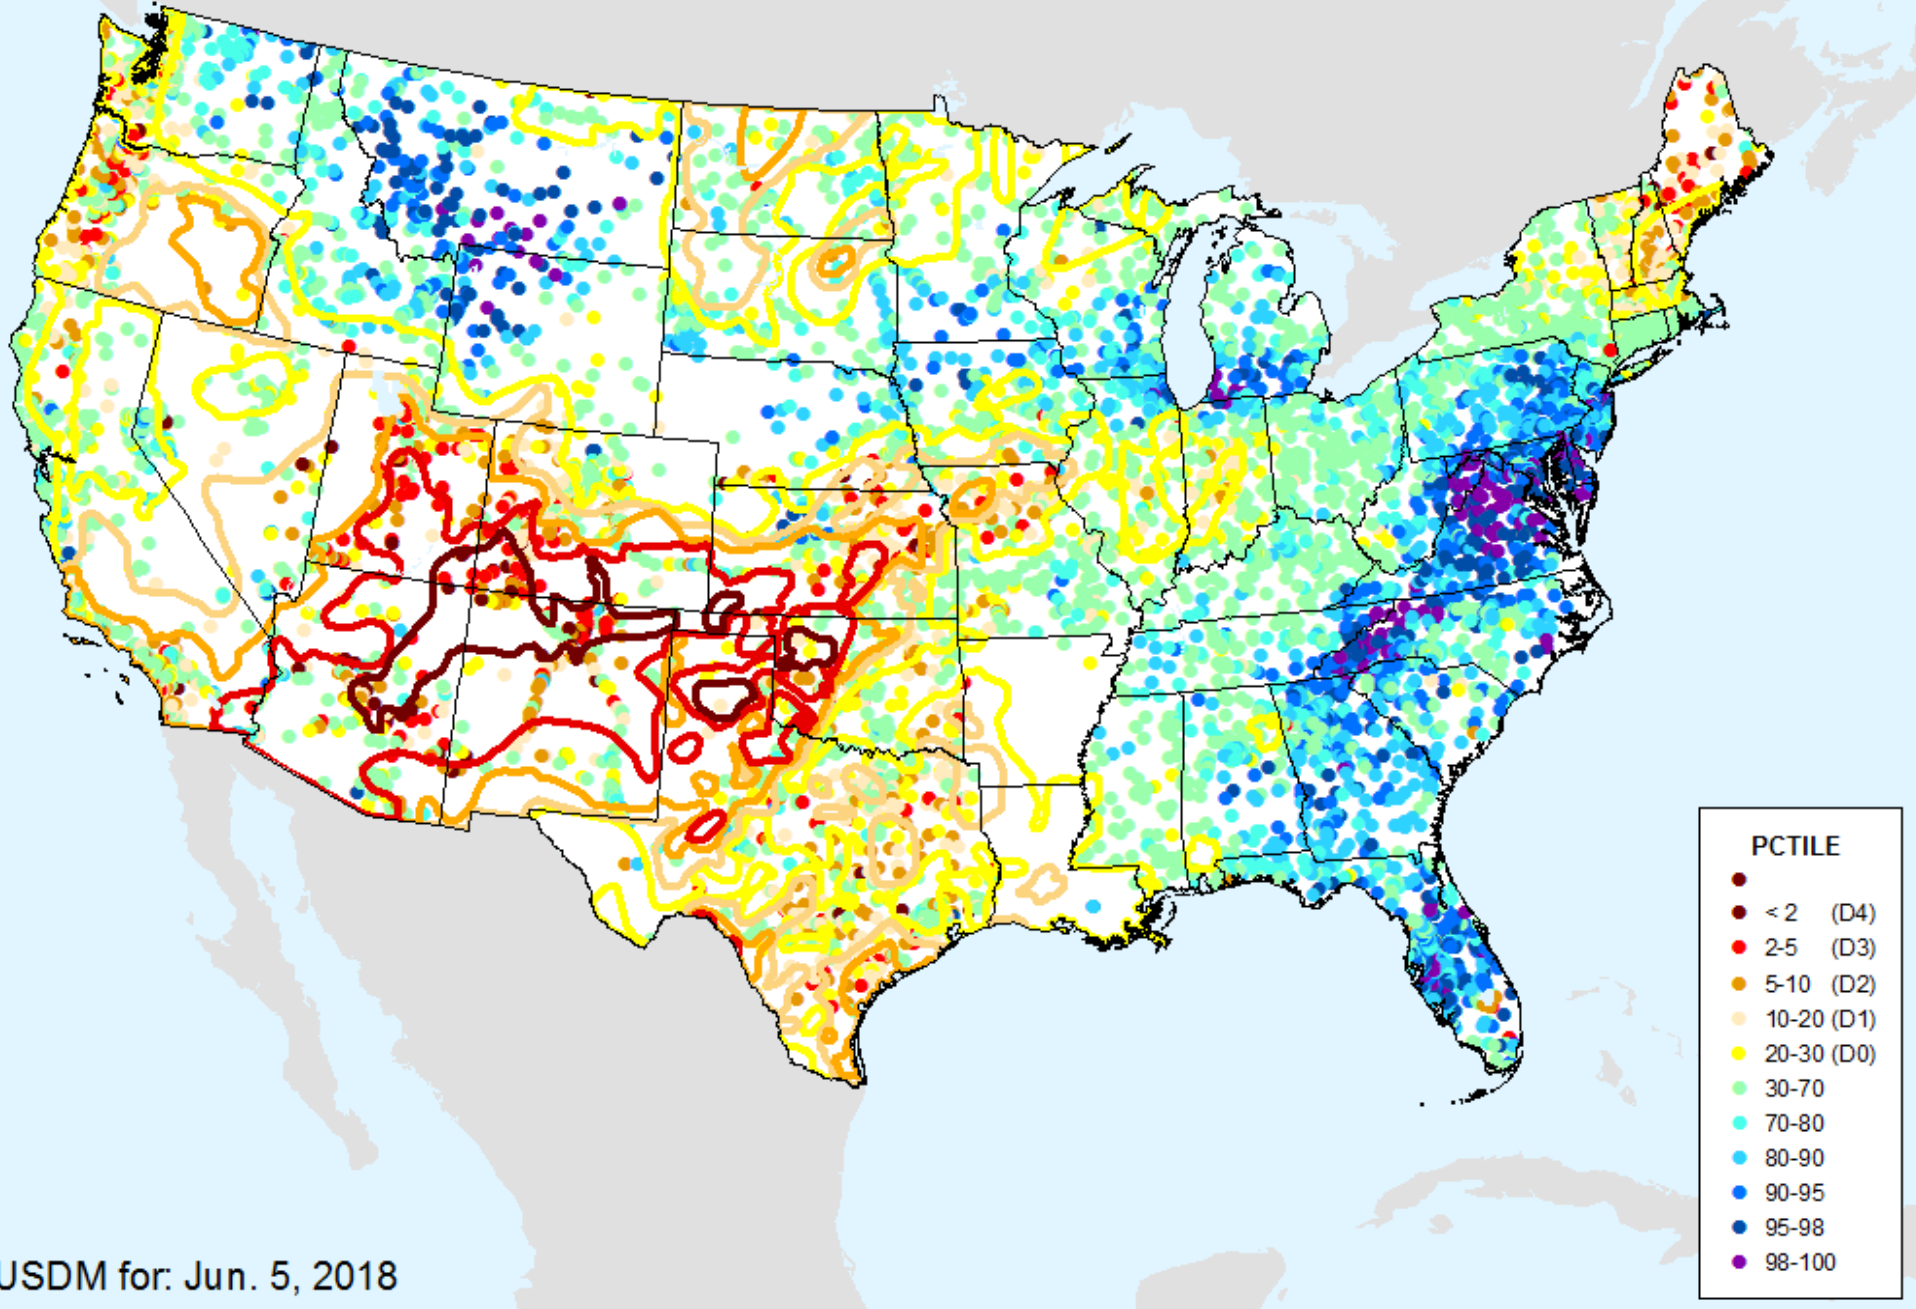 PCTILE
< 2 (D4)
2-5 (D3)
5-10 (D2)
10-20 (D1)
20-30 (D0)
30-70
70-80
80-90
90-95
95-98
98-100
USDM for: Jun. 5, 2018